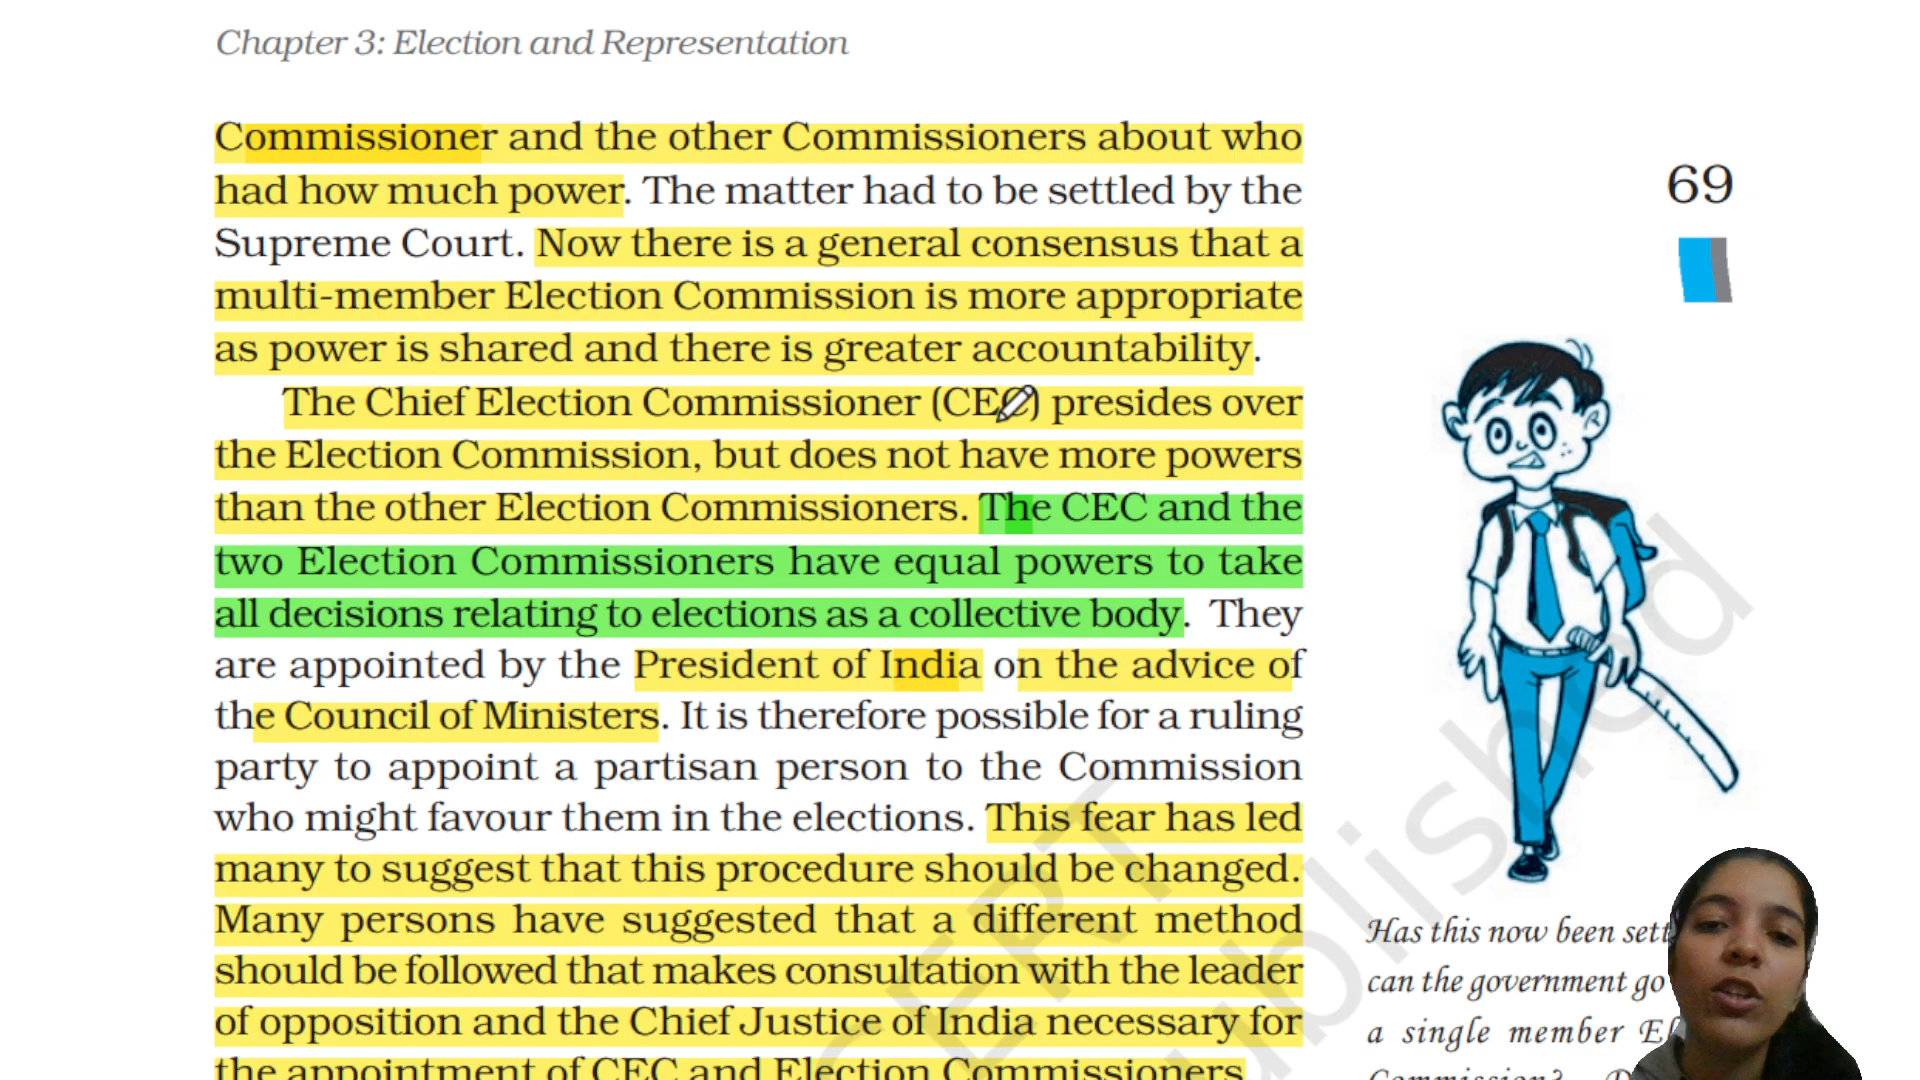 Chapter 3: Election and Representation
Commissioner and the other Commissioners about who
had how much power. The matter had to be settled by the
Supreme Court. Now there is a general consensus that a
multi-member Election Commission is more appropriate
as power is shared and there is greater accountability.
The Chief Election Commissioner (CEC) presides over
the Election Commission, but does not have more powers
than the other Election Commissioners. The CEC and the
two Election Commissioners have equal powers to take
all decisions relating to elections as a collective body. They
are appointed by the President of India on the advice of
the Council of Ministers. It is therefore possible for a ruling
party to appoint a partisan person to the Commission
who might favour them in the elections. This fear has led
many to suggest that this procedure should be changed.
Many persons have suggested that a different method
should be followed that makes consultation with the leader
of opposition and the Chief Justice of India necessary for
the appointment of CEC and Election Commissioners.
69
Has this now been
can the government go
a single member